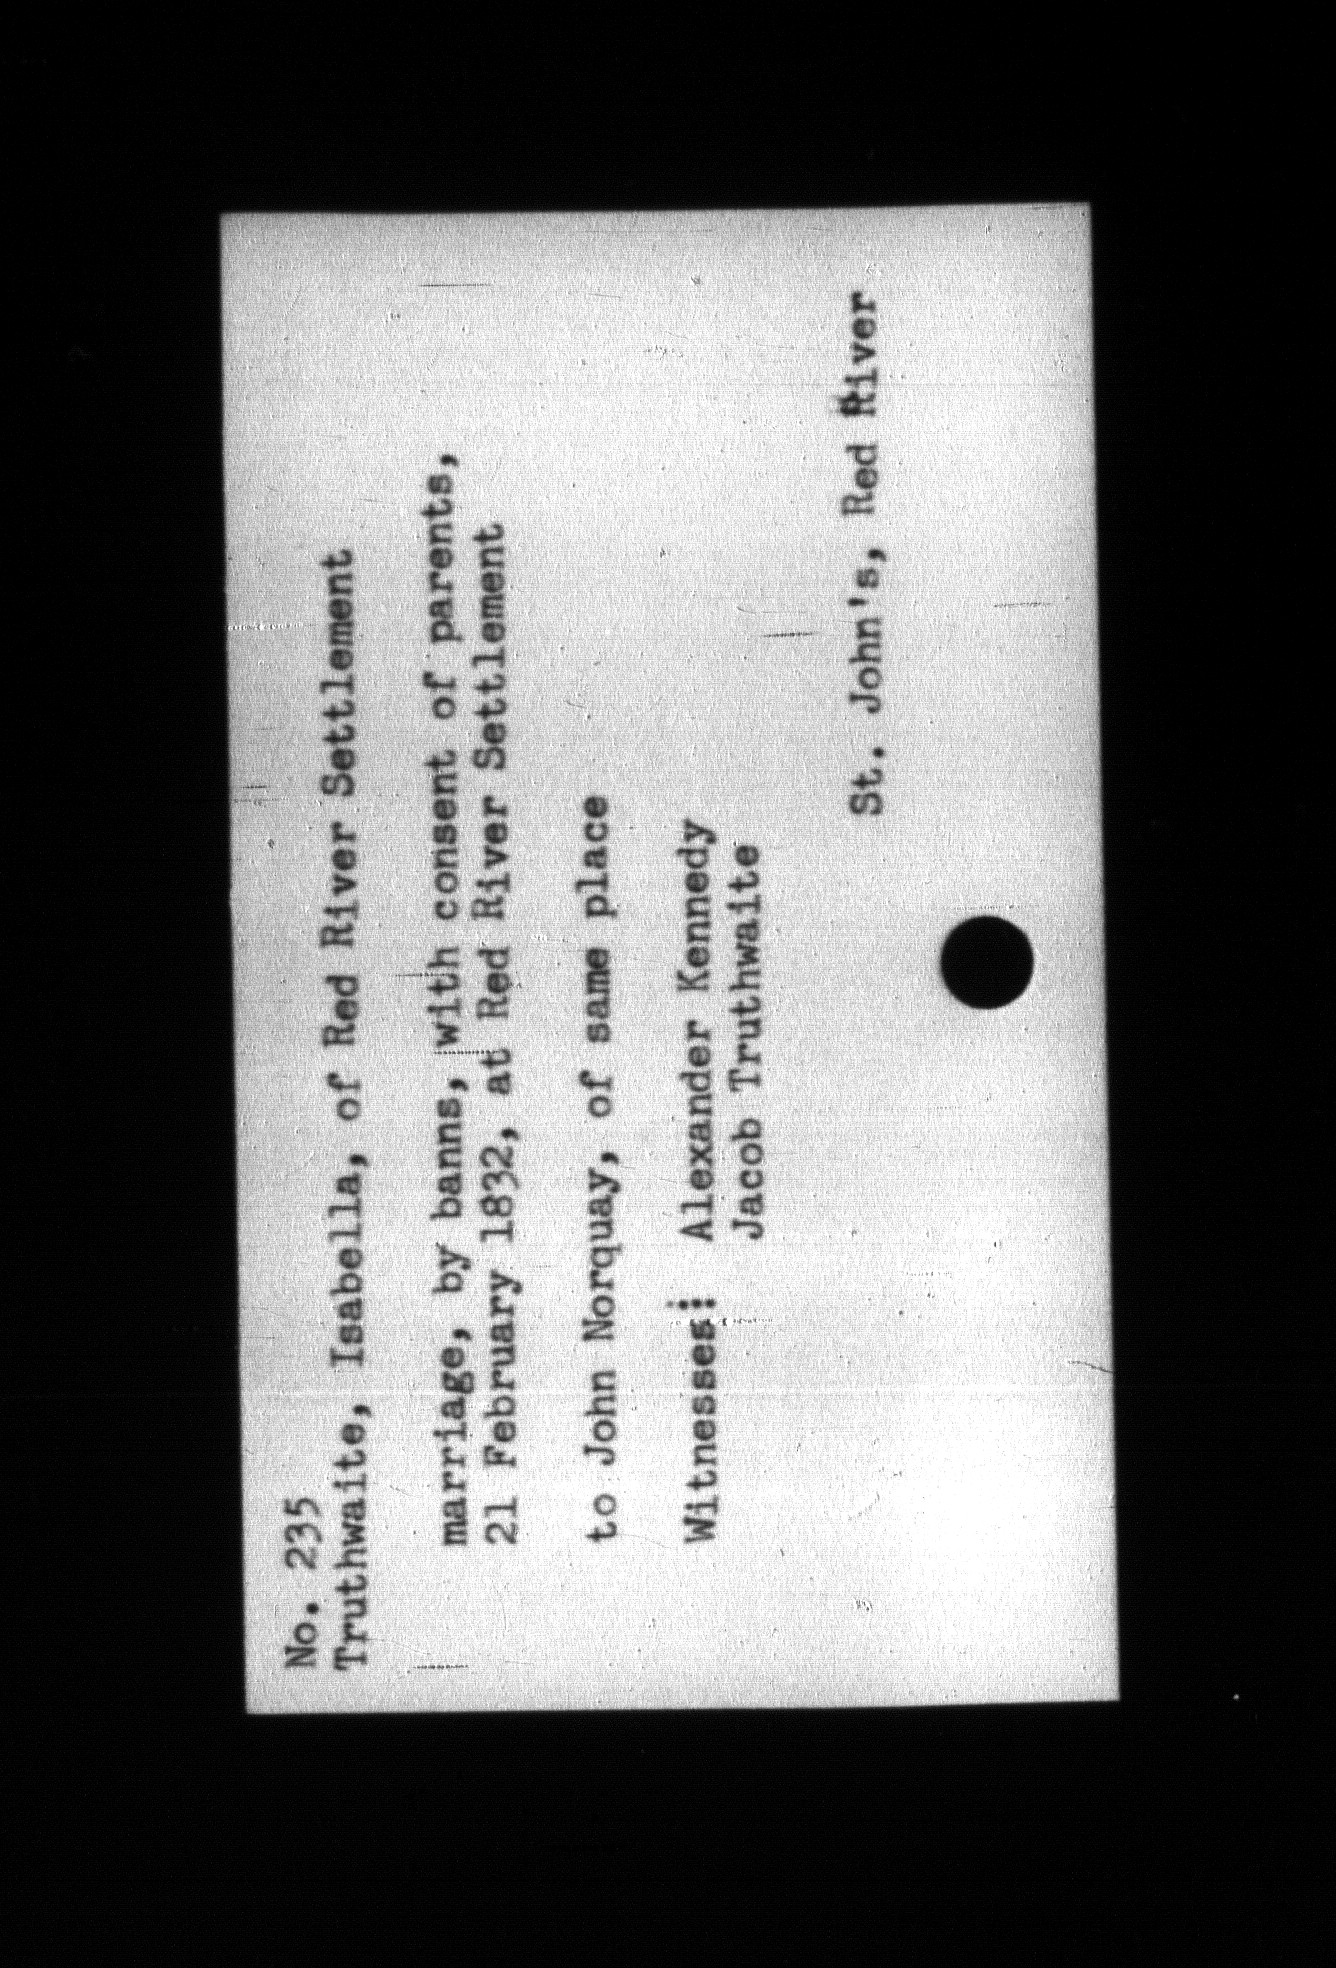 No. 235
Truthwaite, Isabella, of Red River Settlement
marriage, by banns, with consent of parents,
21 February 1832, at Red River Settlement
to John Norquay, of same place
Witnesses: Alexander Kennedy
Jacob Truthwaite
St. John's, Red River